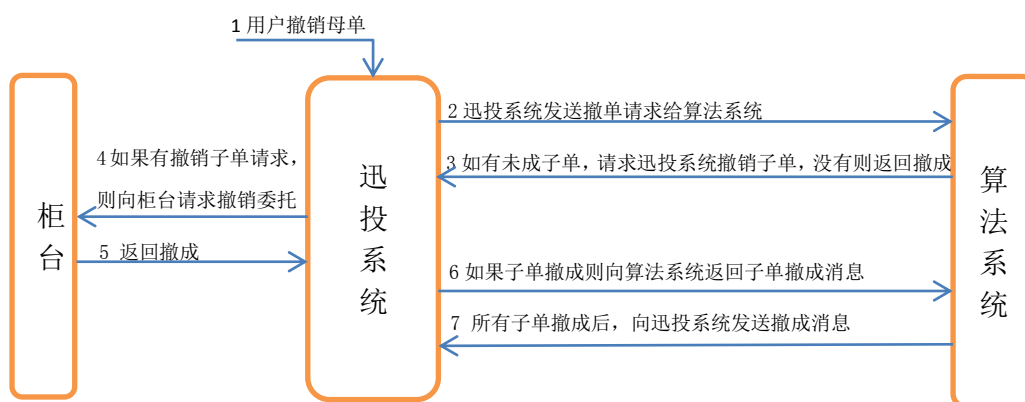 1 用户撤销母单
2 迅投系统发送撤单请求给算法系统
3 如有未成子单，请求迅投系统撤销子单，没有则返回撤成
4 如果有撤销子单请求，
则向柜台请求撤销委托
5 返回撤成
6 如果子单撤成则向算法系统返回子单撤成消息
7 所有子单撤成后，向迅投系统发送撤成消息
柜台
迅投系统
算法系统